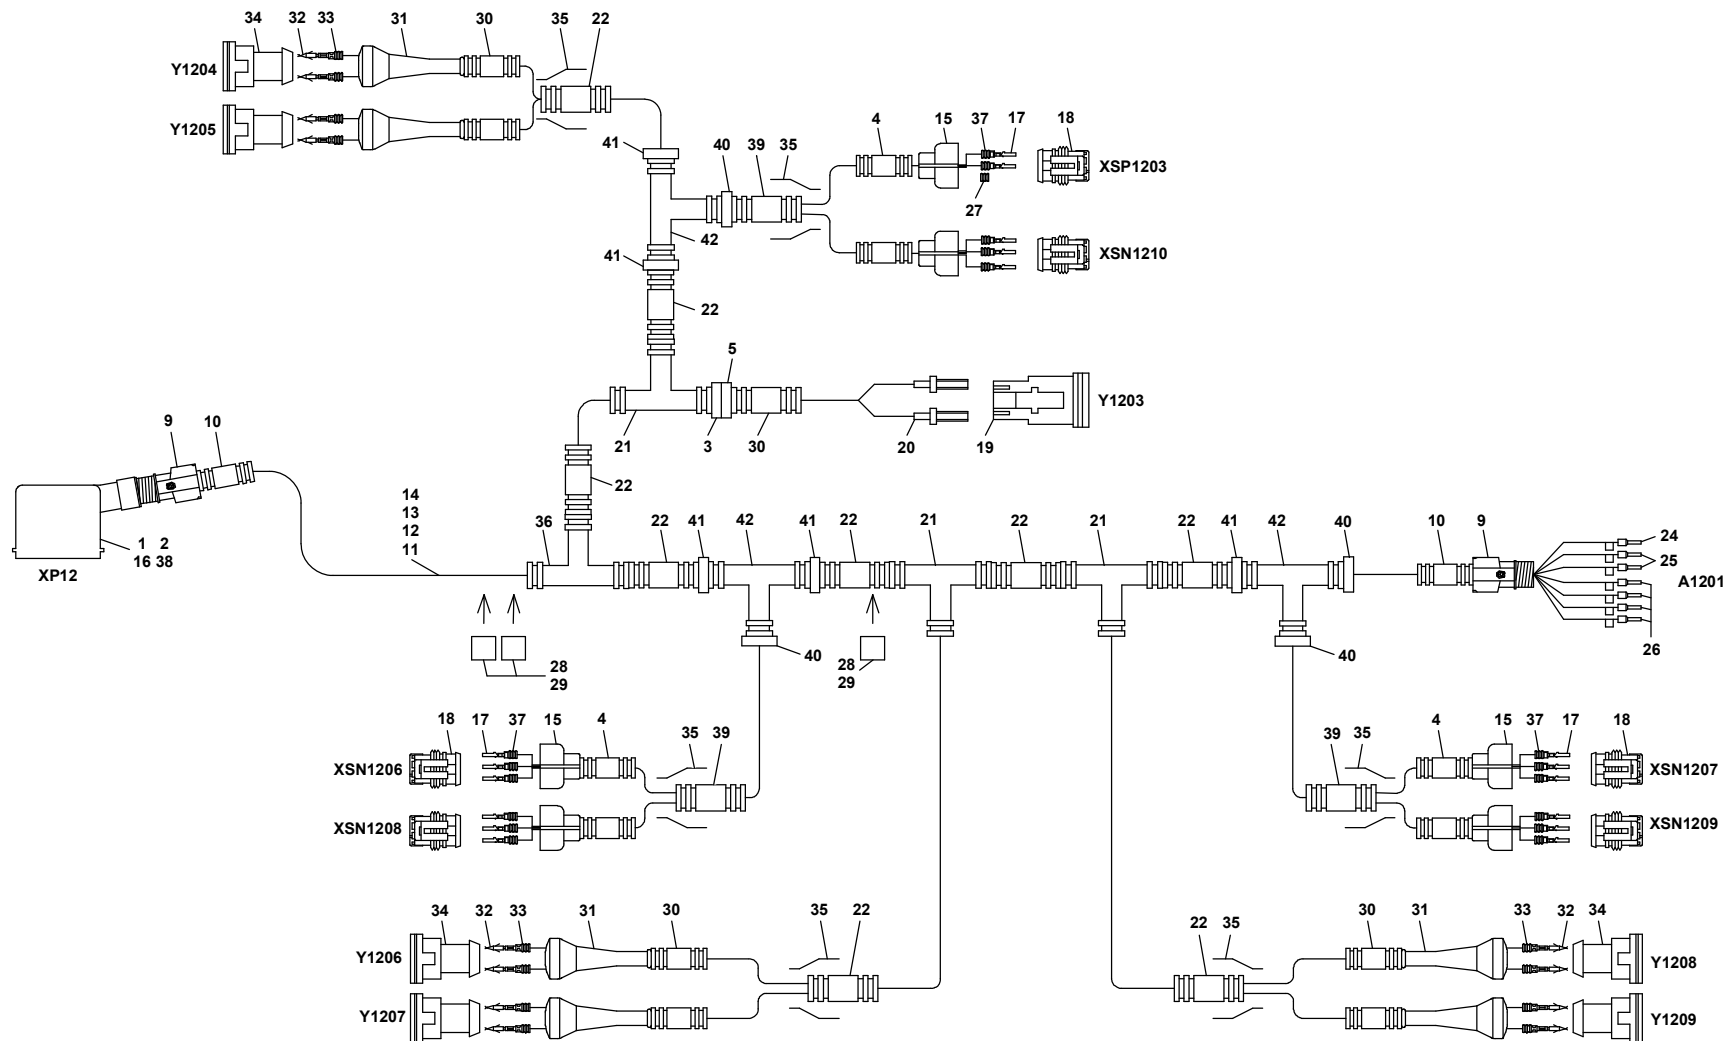 34 32 33 31 30 35 22
Y1204
Y1205
41 40 39 35 4 15 37 17 18
XSP1203
27
42
41
XSN1210
22
5
Y1203
21 3 30 20 19
9 10
22
14
13
12
11
1 2
16 38
XP12
36 22 41 42 41 22 21 22 21 22 41 42 40 10 9 24
25
A1201
26
28
29
40
28
29
40
18 17 37 15 4 35 39
XSN1206
XSN1208
39 35 4 15 37 17 18
XSN1207
XSN1209
34 32 33 31 30 35 22
Y1206
Y1207
22 35 30 31 33 32 34
Y1208
Y1209